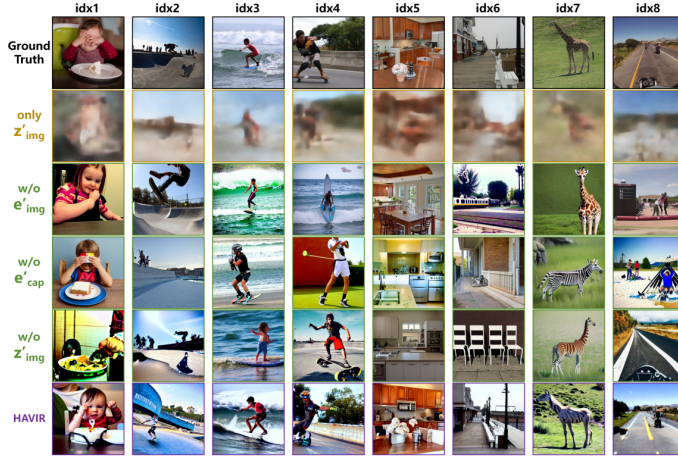 idx1 idx2 idx3 idx4 idx5 idx6 idx7 idx8
Ground
Truth
only
z'img
w/o
e'img
w/o
e'cap
w/o
z'img
HAVIR